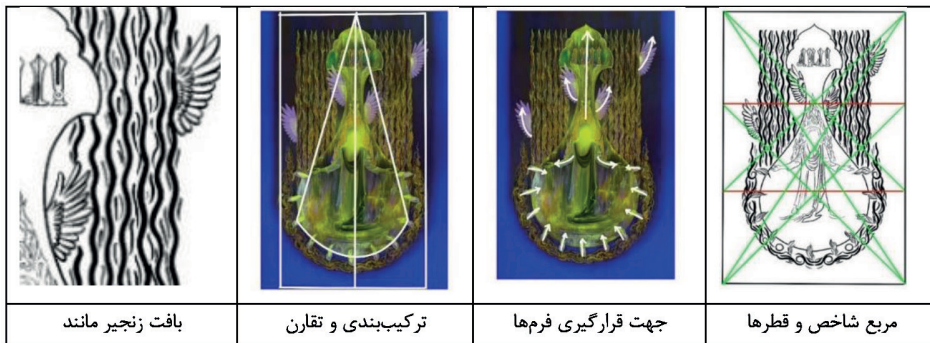 مربع شاخص و قطرها
جهت قرارگیری فرم‌ها
ترکیب‌بندی و تقارن
بافت زنجیر مانند